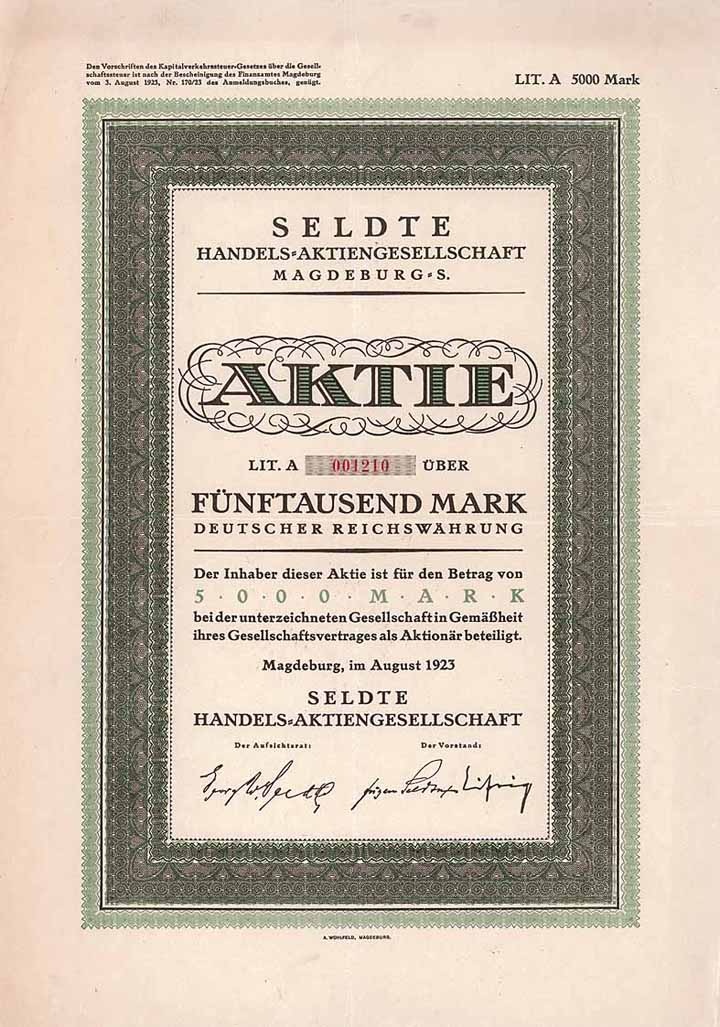 Den Vorschriften des Kapitalverkehrssteuer-Gesetzes über die Gesell-
schaftssteuer ist nach der Bescheinigung des Finanzamtes Magdeburg
vom 3. August 1923, Nr. 170/23 des Anmeldungsbuches, genügt.
LIT. A 5000 Mark
SELDTE
HANDELS-AKTIENGESELLSCHAFT
MAGDEBURG-S.
AKTIE
LIT. A 001210 ÜBER
FÜNFTAUSEND MARK
DEUTSCHER REICHSWÄHRUNG
Der Inhaber dieser Aktie ist für den Betrag von
5·0·0·0·M·A·R·K
bei der unterzeichneten Gesellschaft in Gemäßheit
ihres Gesellschaftsvertrages als Aktionär beteiligt.
Magdeburg, im August 1923
SELDTE
HANDELS-AKTIENGESELLSCHAFT
Der Aufsichtsrat: Der Vorstand:
A. WOHLFELD, MAGDEBURG.